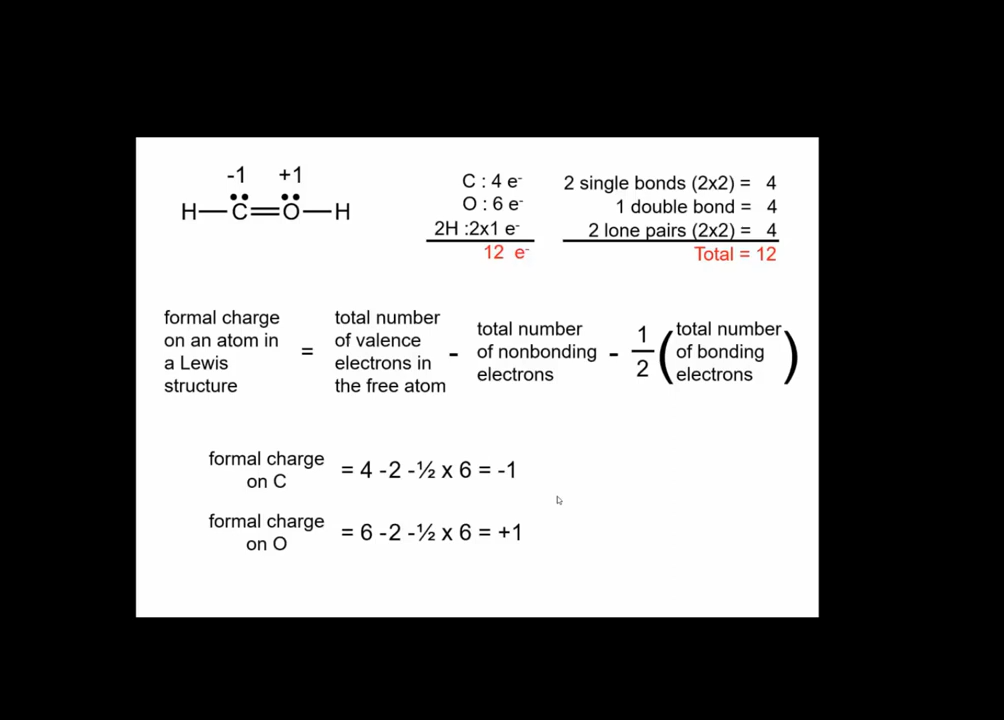 -1 +1
H—C̈=Ö—H
C : 4 e⁻
O : 6 e⁻
2H :2x1 e⁻
12 e⁻
2 single bonds (2x2) = 4
1 double bond = 4
2 lone pairs (2x2) = 4
Total = 12
formal charge
on an atom in
a Lewis
structure
=
total number
of valence
electrons in
the free atom
-
total number
of nonbonding
electrons
-
1
2
(total number
of bonding
electrons)
formal charge
on C
= 4 -2 -½ x 6 = -1
formal charge
on O
= 6 -2 -½ x 6 = +1